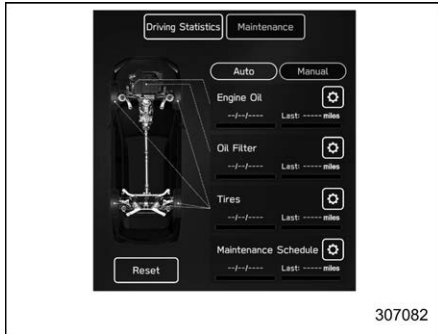 Driving Statistics Maintenance
Auto Manual
Engine Oil
--/--/---- Last: ----- miles
Oil Filter
--/--/---- Last: ----- miles
Tires
--/--/---- Last: ----- miles
Maintenance Schedule
--/--/---- Last: ----- miles
Reset
307082